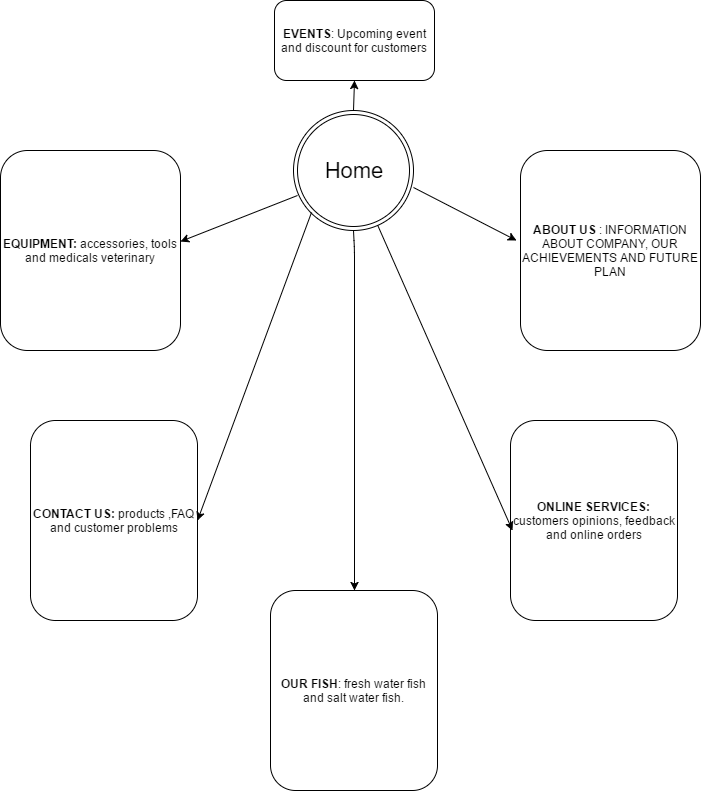 EVENTS: Upcoming event
and discount for customers
Home
EQUIPMENT: accessories, tools
and medicals veterinary
ABOUT US : INFORMATION
ABOUT COMPANY, OUR
ACHIEVEMENTS AND FUTURE
PLAN
CONTACT US: products ,FAQ
and customer problems
ONLINE SERVICES:
customers opinions, feedback
and online orders
OUR FISH: fresh water fish
and salt water fish.